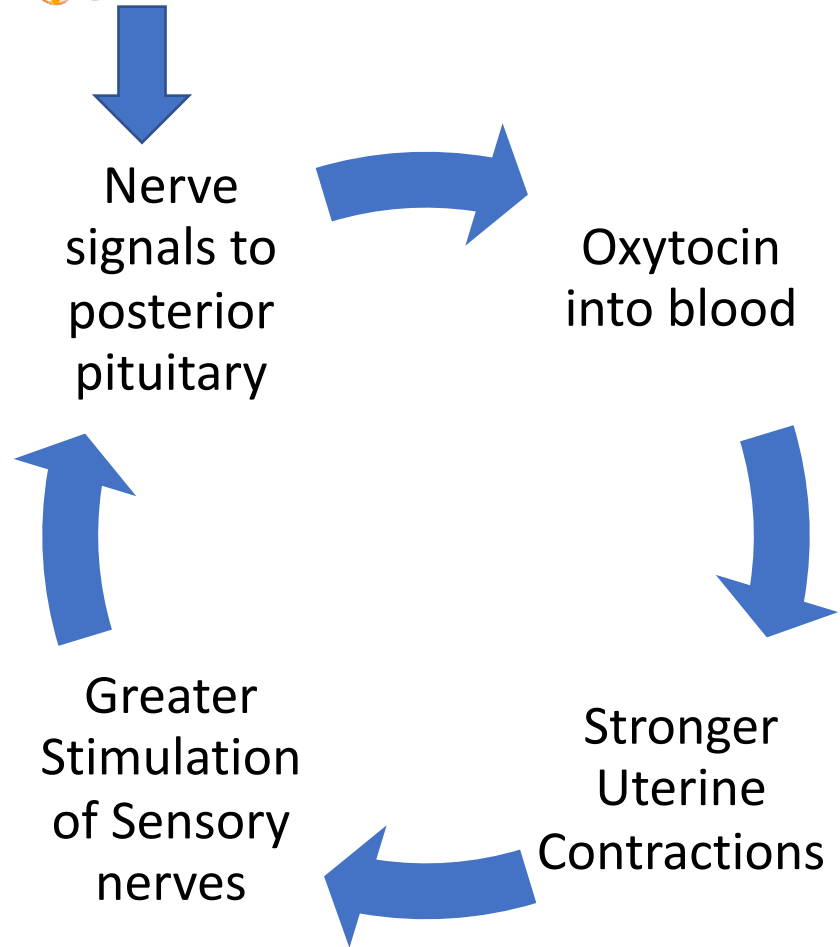 Nerve
signals to
posterior
pituitary
Oxytocin
into blood
Stronger
Uterine
Contractions
Greater
Stimulation
of Sensory
nerves